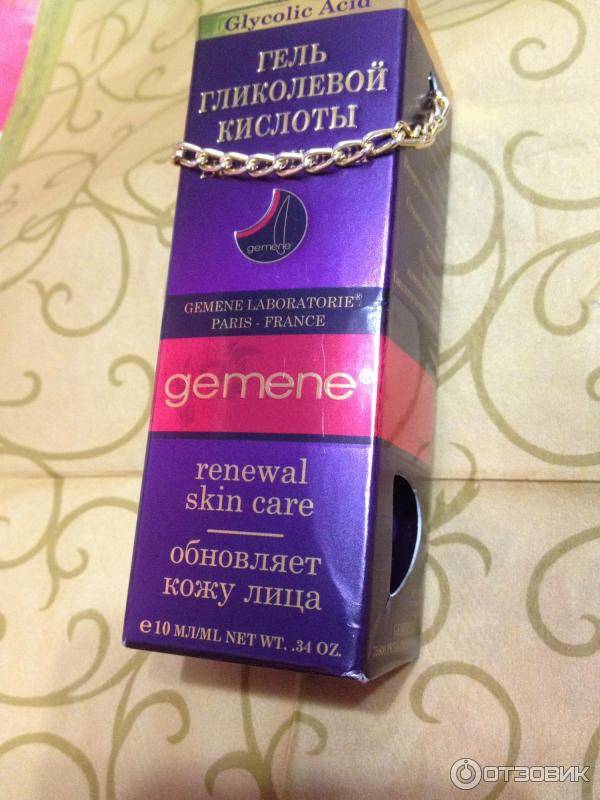 Glycolic Acid
ГЕЛЬ
ГЛИКОЛЕВОЙ
КИСЛОТЫ
gemene
GEMENE LABORATORIE®
PARIS - FRANCE
gemene®
renewal
skin care
обновляет
кожу лица
e 10 МЛ/ML NET WT. .34 OZ.
ОТЗОВИК